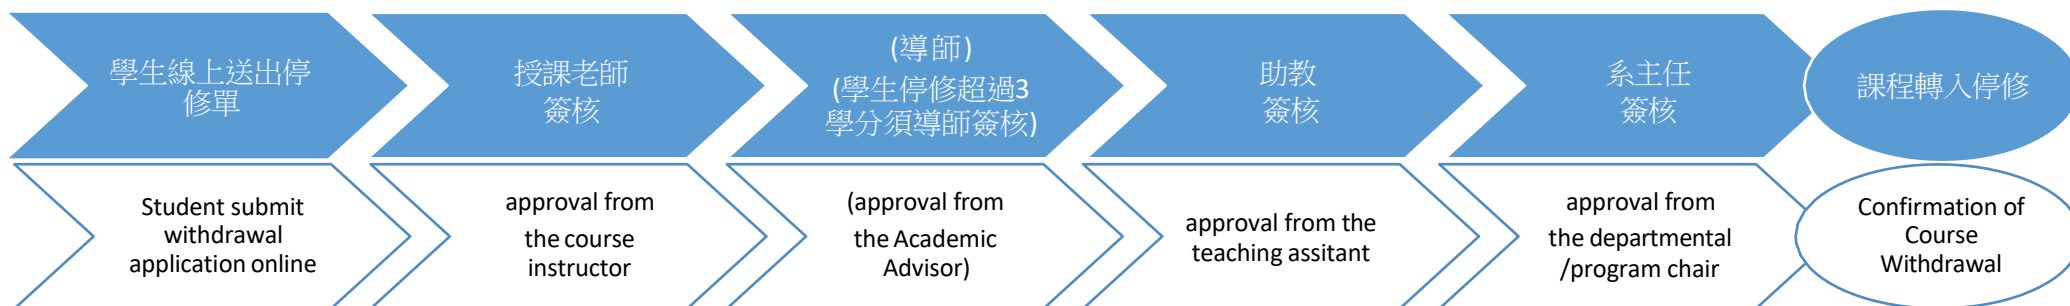 學生線上送出停
修單
授課老師
簽核
(導師)
(學生停修超過3
學分須導師簽核)
助教
簽核
系主任
簽核
課程轉入停修
Student submit
withdrawal
application online
approval from
the course
instructor
(approval from
the Academic
Advisor)
approval from the
teaching assitant
approval from
the departmental
/program chair
Confirmation of
Course
Withdrawal